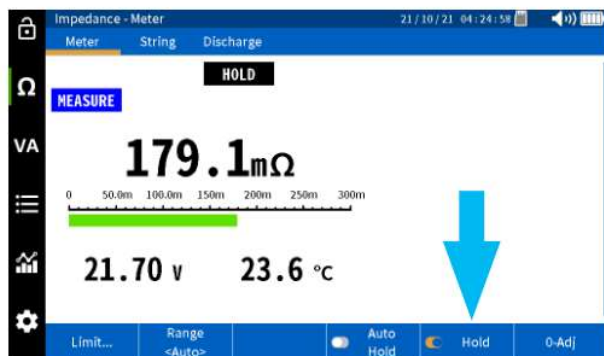 Impedance - Meter 21/10/21 04:24:58
Meter String Discharge
Ω
HOLD
MEASURE
VA
179.1mΩ
0 50.0m 100.0m 150m 200m 250m 300m
21.70 V 23.6 °C
Limit... Range <Auto> Auto Hold Hold 0-Adj